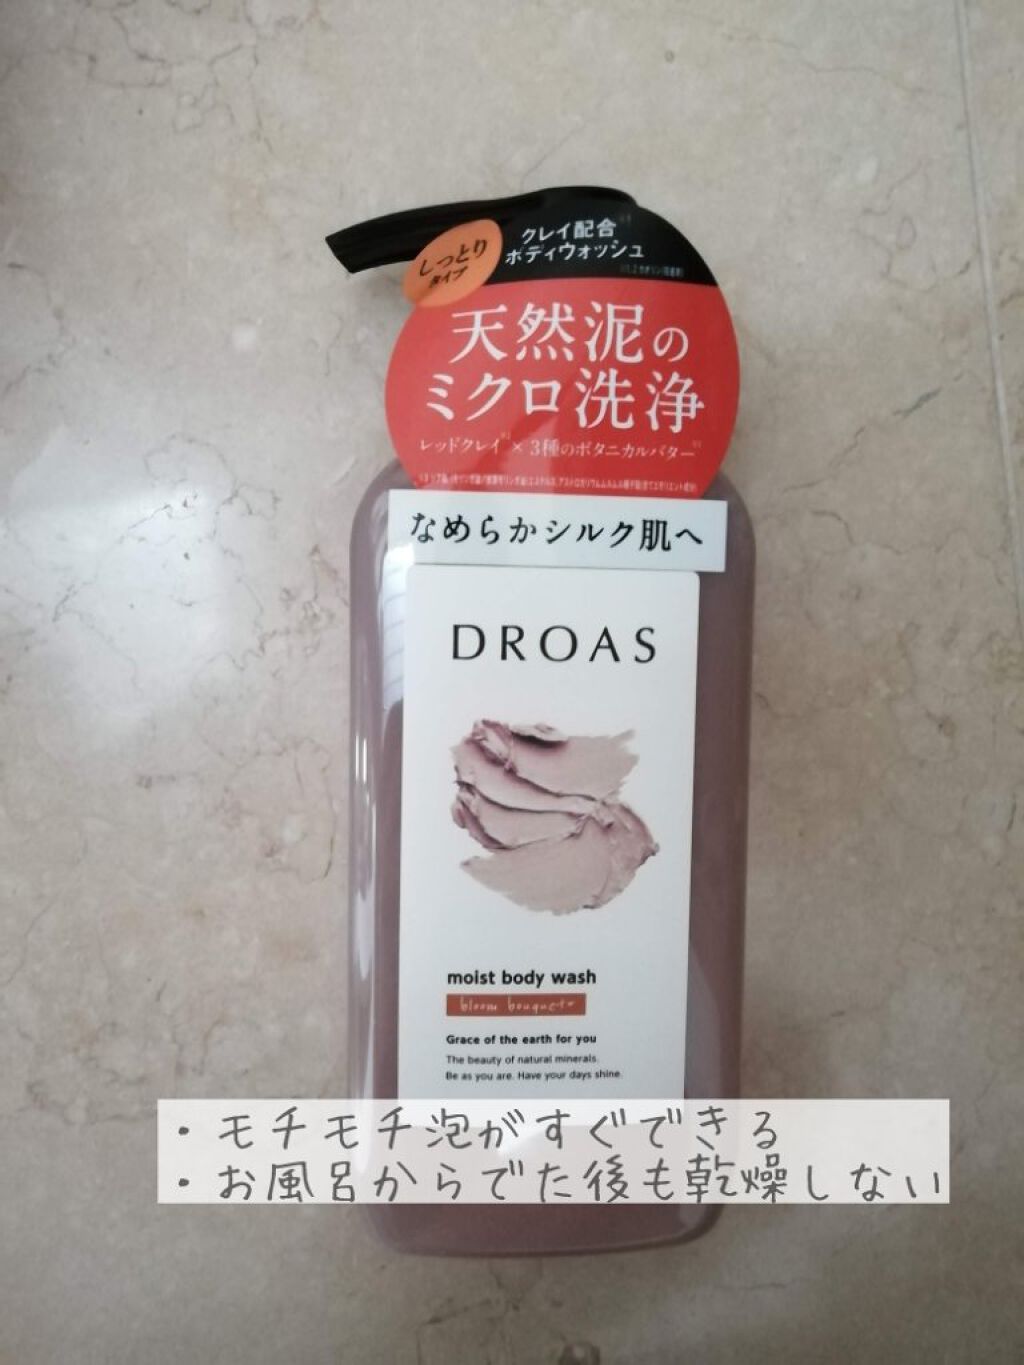 しっとり
タイプ
クレイ配合※1
ボディウォッシュ
天然泥の
ミクロ洗浄
レッドクレイ※2×3種のボタニカルバター※3
なめらかシルク肌へ
DROAS
moist body wash
bloom bouquet
Grace of the earth for you
The beauty of natural minerals.
Be as you are. Have your days shine.
・モチモチ泡がすぐできる
・お風呂からでた後も乾燥しない